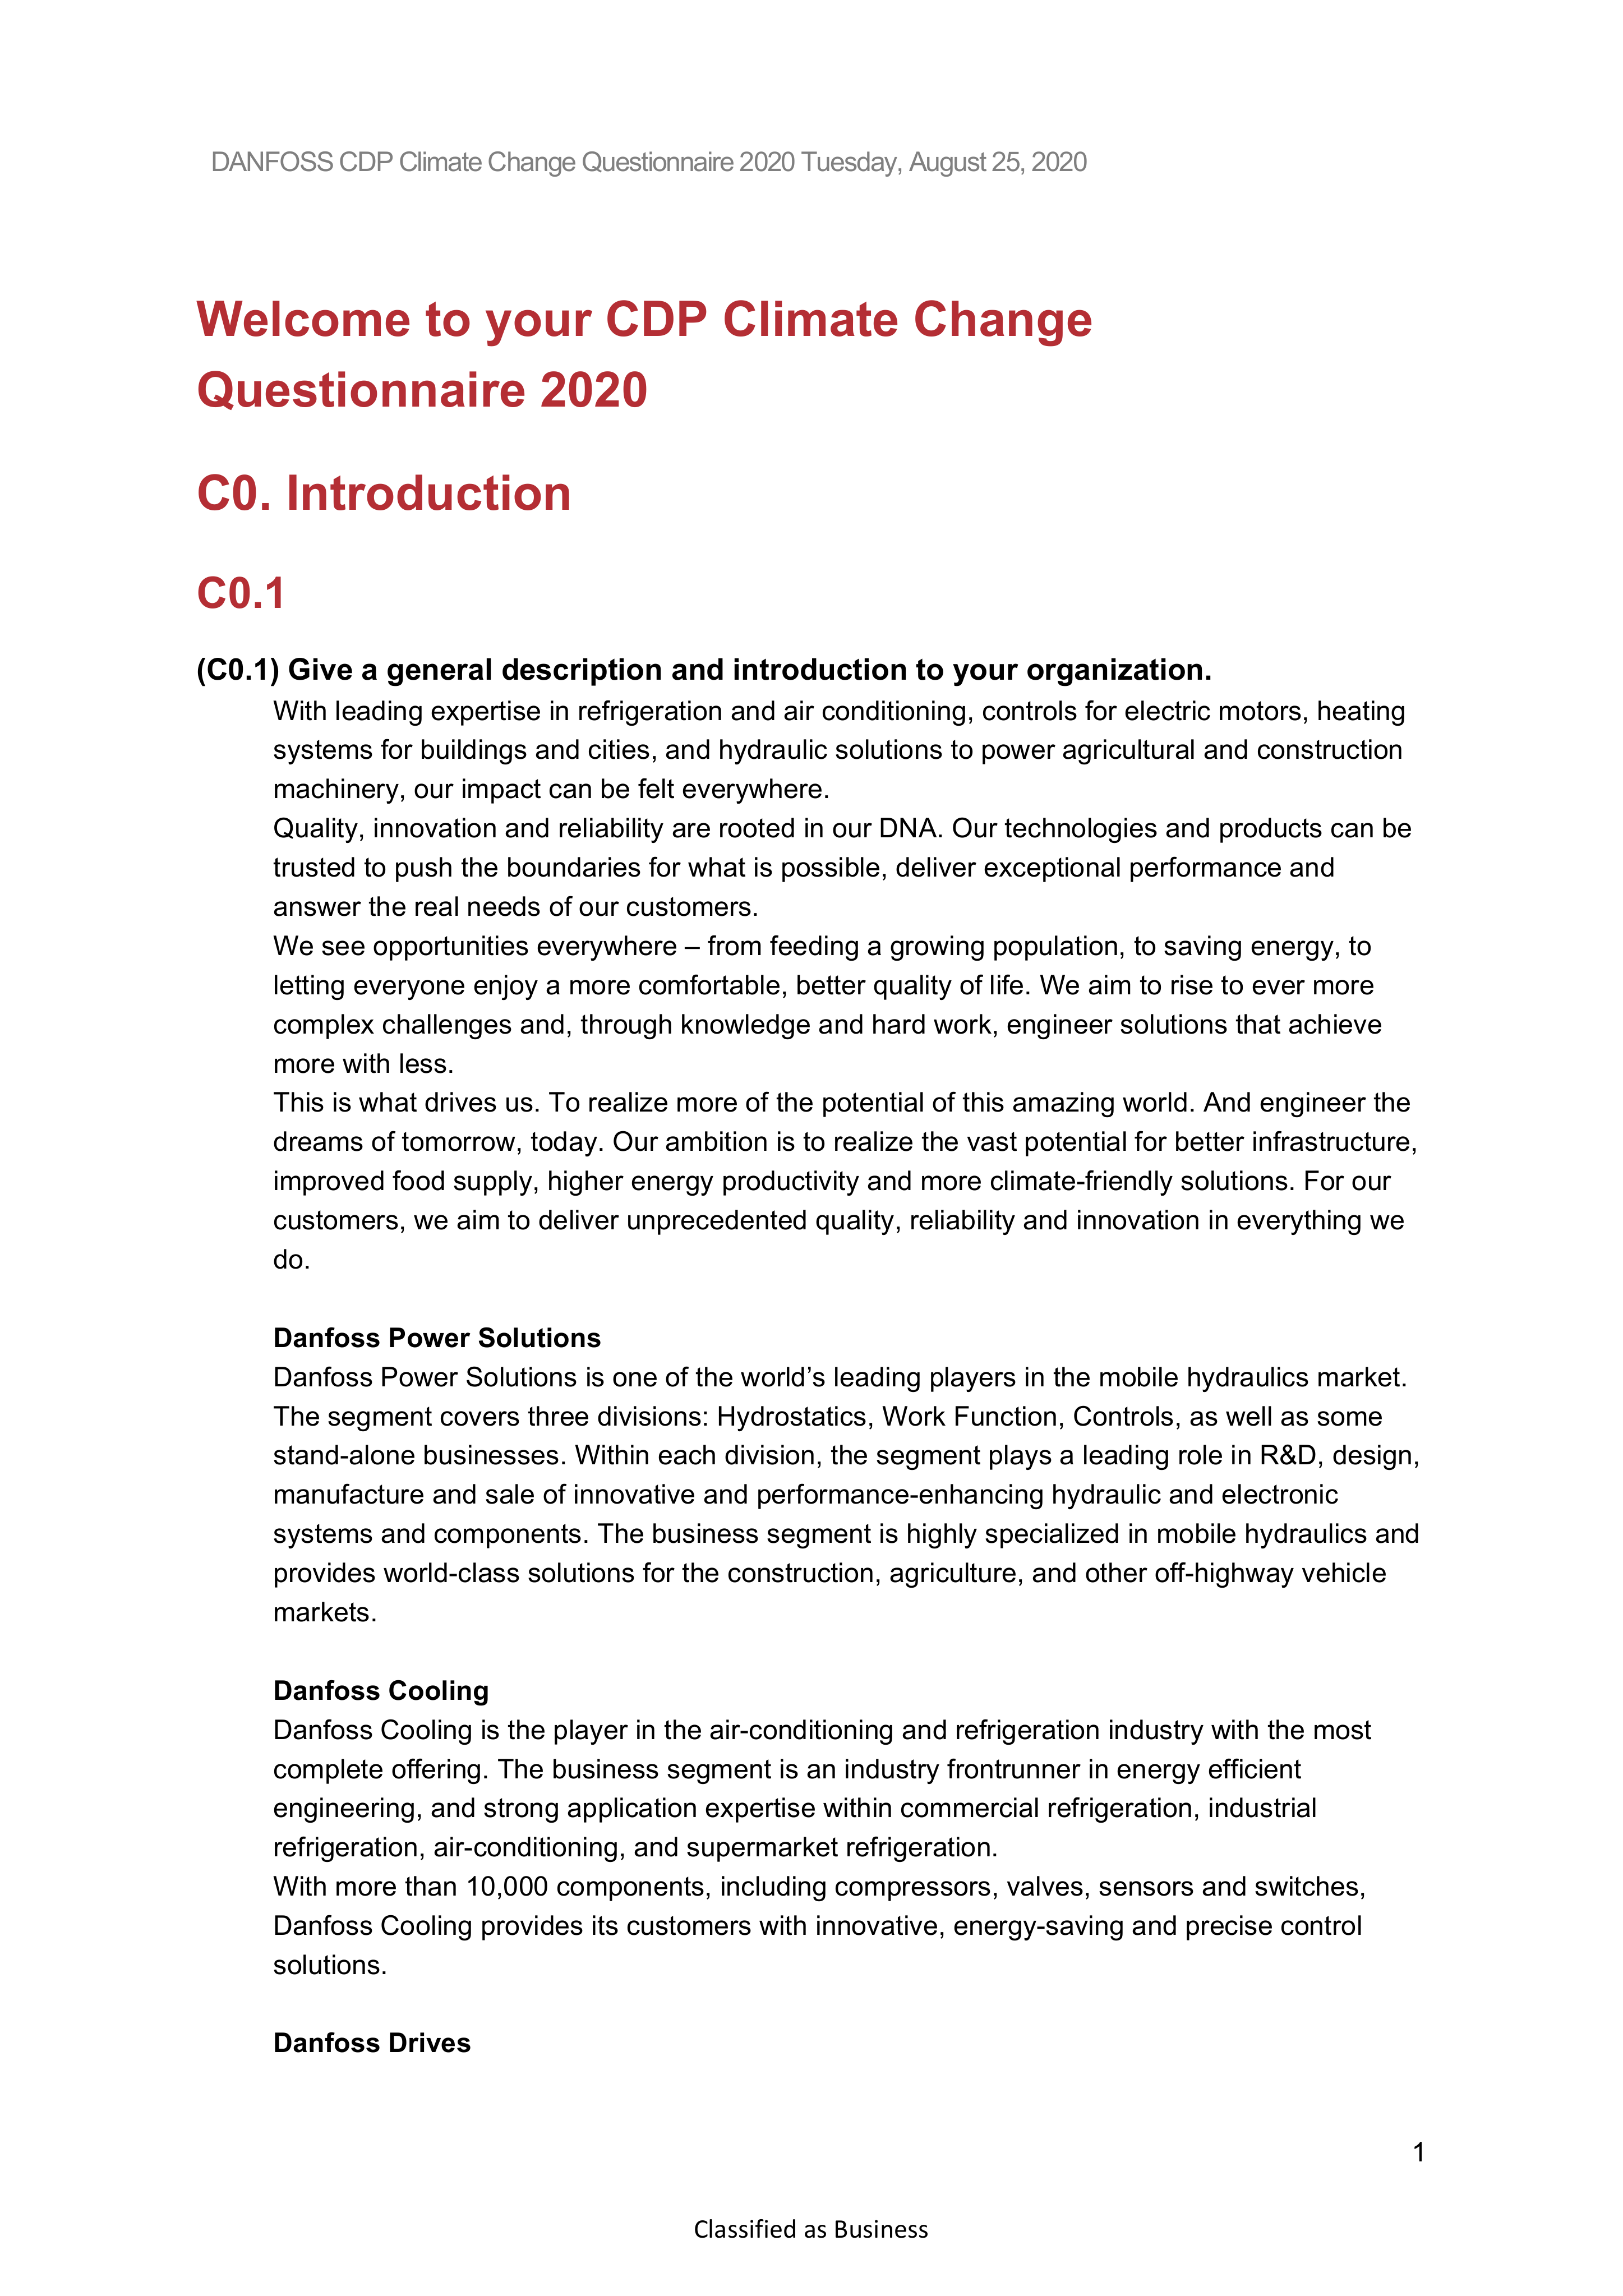 DANFOSS CDP Climate Change Questionnaire 2020 Tuesday, August 25, 2020
Welcome to your CDP Climate Change
Questionnaire 2020
C0. Introduction
C0.1
(C0.1) Give a general description and introduction to your organization.
With leading expertise in refrigeration and air conditioning, controls for electric motors, heating
systems for buildings and cities, and hydraulic solutions to power agricultural and construction
machinery, our impact can be felt everywhere.
Quality, innovation and reliability are rooted in our DNA. Our technologies and products can be
trusted to push the boundaries for what is possible, deliver exceptional performance and
answer the real needs of our customers.
We see opportunities everywhere – from feeding a growing population, to saving energy, to
letting everyone enjoy a more comfortable, better quality of life. We aim to rise to ever more
complex challenges and, through knowledge and hard work, engineer solutions that achieve
more with less.
This is what drives us. To realize more of the potential of this amazing world. And engineer the
dreams of tomorrow, today. Our ambition is to realize the vast potential for better infrastructure,
improved food supply, higher energy productivity and more climate-friendly solutions. For our
customers, we aim to deliver unprecedented quality, reliability and innovation in everything we
do.
Danfoss Power Solutions
Danfoss Power Solutions is one of the world’s leading players in the mobile hydraulics market.
The segment covers three divisions: Hydrostatics, Work Function, Controls, as well as some
stand-alone businesses. Within each division, the segment plays a leading role in R&D, design,
manufacture and sale of innovative and performance-enhancing hydraulic and electronic
systems and components. The business segment is highly specialized in mobile hydraulics and
provides world-class solutions for the construction, agriculture, and other off-highway vehicle
markets.
Danfoss Cooling
Danfoss Cooling is the player in the air-conditioning and refrigeration industry with the most
complete offering. The business segment is an industry frontrunner in energy efficient
engineering, and strong application expertise within commercial refrigeration, industrial
refrigeration, air-conditioning, and supermarket refrigeration.
With more than 10,000 components, including compressors, valves, sensors and switches,
Danfoss Cooling provides its customers with innovative, energy-saving and precise control
solutions.
Danfoss Drives
1
Classified as Business